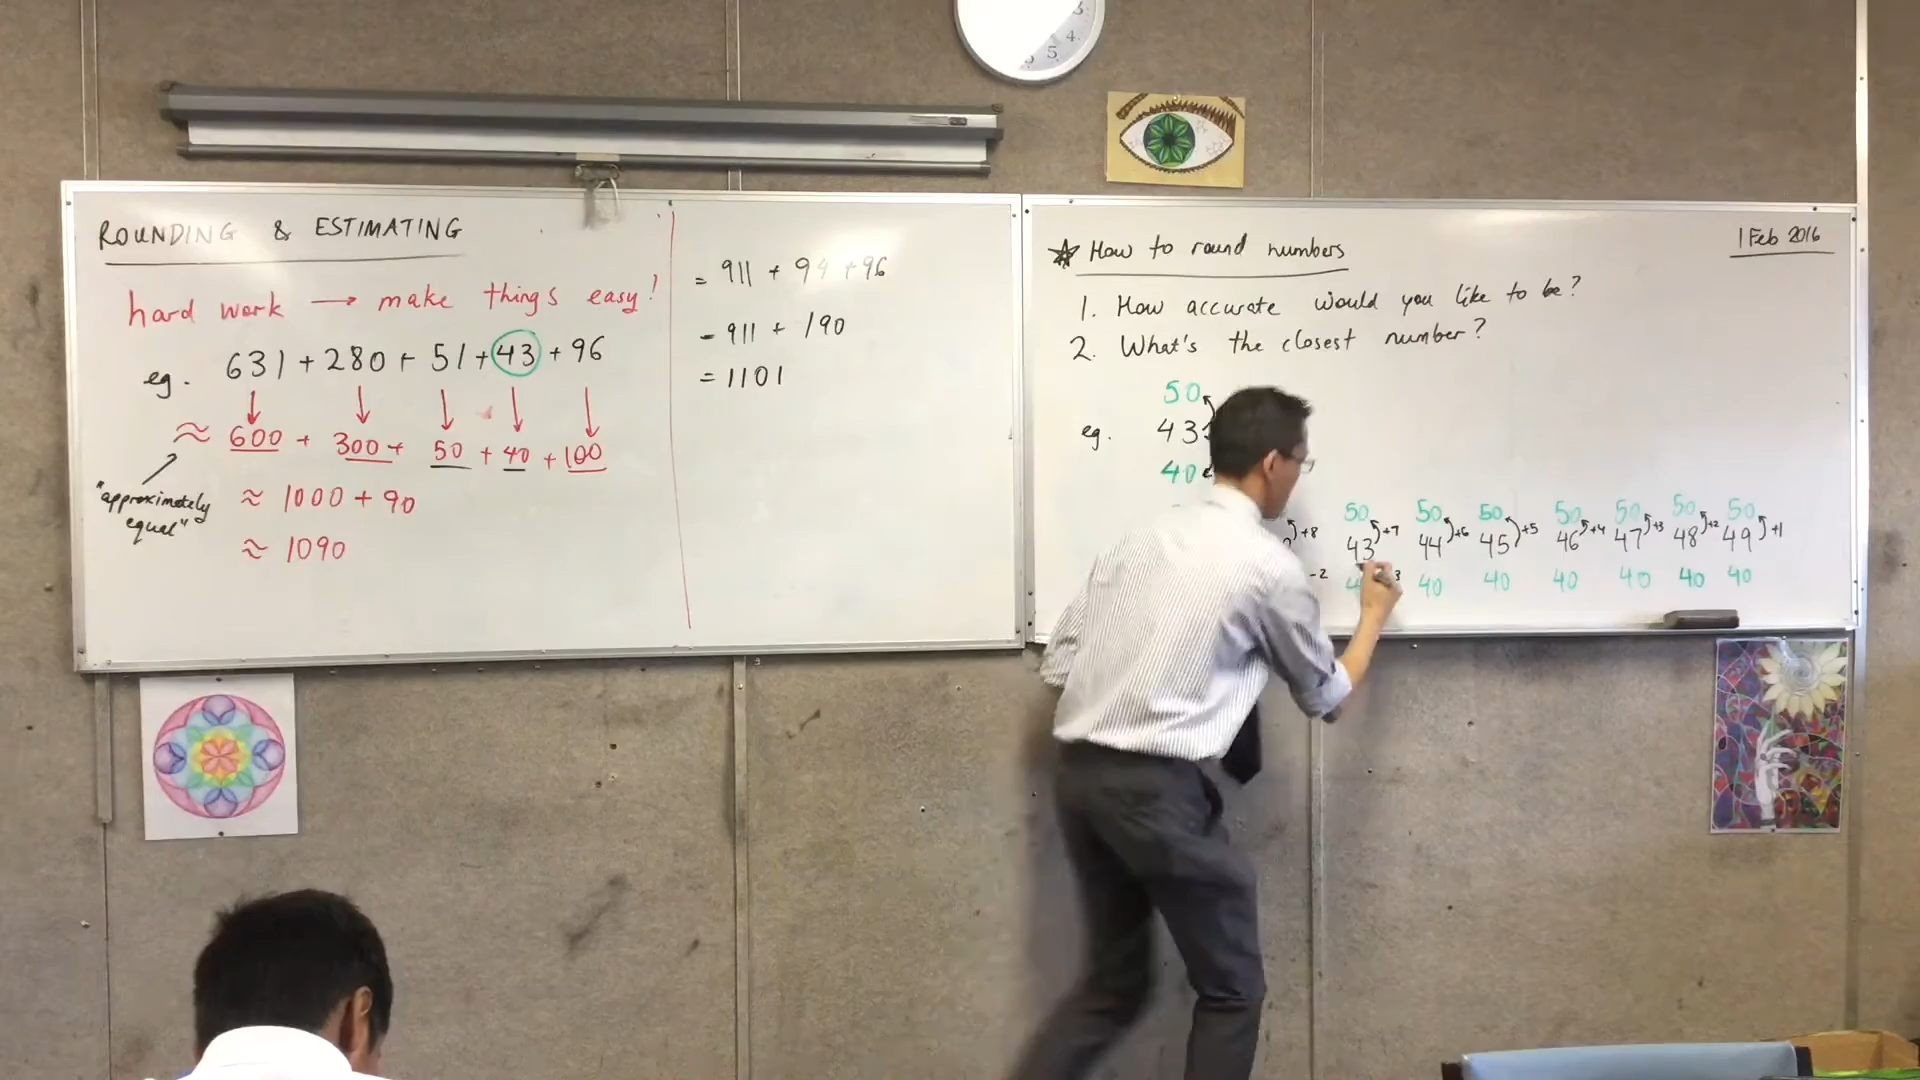 ROUNDING & ESTIMATING
hard work → make things easy!
eg. 631 + 280 + 51 + 43 + 96
≈ 600 + 300 + 50 + 40 + 100
"approximately
equal"
≈ 1000 + 90
≈ 1090
= 911 + 94 + 96
= 911 + 190
= 1101
1 Feb 2016
How to round numbers
1. How accurate would you like to be?
2. What's the closest number?
50
eg. 43
40
50 50 50 50 50 50 50
+8 43 +7 44 +6 45 +5 46 +4 47 +3 48 +2 49 +1
-2 3 40 40 40 40 40 40
3.
4.
5